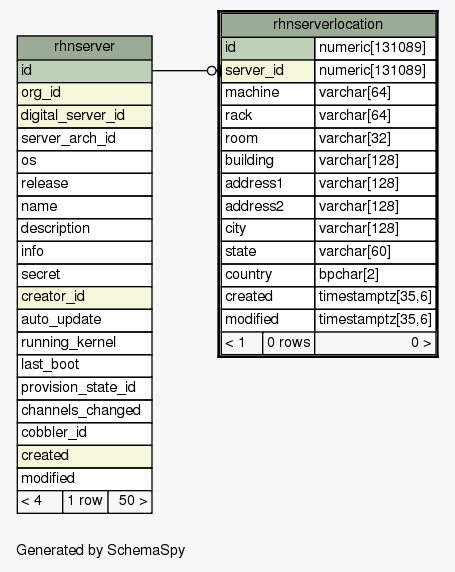 rhnserver
id
org_id
digital_server_id
server_arch_id
os
release
name
description
info
secret
creator_id
auto_update
running_kernel
last_boot
provision_state_id
channels_changed
cobbler_id
created
modified
< 4 1 row 50 >
rhnserverlocation
id numeric[131089]
server_id numeric[131089]
machine varchar[64]
rack varchar[64]
room varchar[32]
building varchar[128]
address1 varchar[128]
address2 varchar[128]
city varchar[128]
state varchar[60]
country bpchar[2]
created timestamptz[35,6]
modified timestamptz[35,6]
< 1 0 rows 0 >
Generated by SchemaSpy